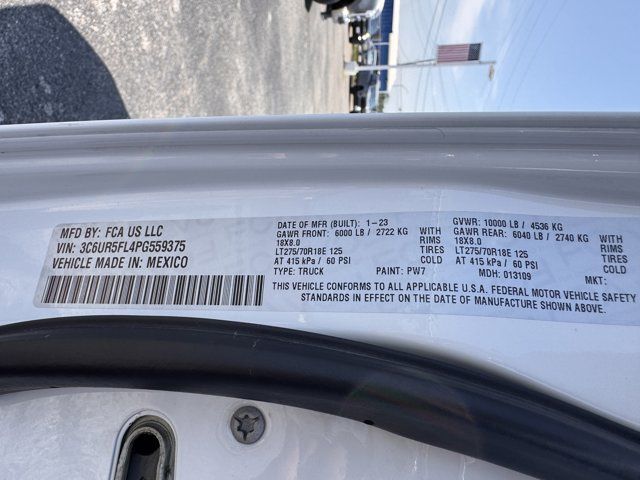 MFD BY: FCA US LLC
VIN: 3C6UR5FL4PG559375
VEHICLE MADE IN: MEXICO
DATE OF MFR (BUILT): 1-23
GAWR FRONT: 6000 LB / 2722 KG WITH
18X8.0 RIMS
LT275/70R18E 125 TIRES
AT 415 kPa / 60 PSI COLD
TYPE: TRUCK PAINT: PW7
GVWR: 10000 LB / 4536 KG
GAWR REAR: 6040 LB / 2740 KG WITH
18X8.0 RIMS
LT275/70R18E 125 TIRES
AT 415 kPa / 60 PSI COLD
MDH: 013109 MKT:
THIS VEHICLE CONFORMS TO ALL APPLICABLE U.S.A. FEDERAL MOTOR VEHICLE SAFETY
STANDARDS IN EFFECT ON THE DATE OF MANUFACTURE SHOWN ABOVE.